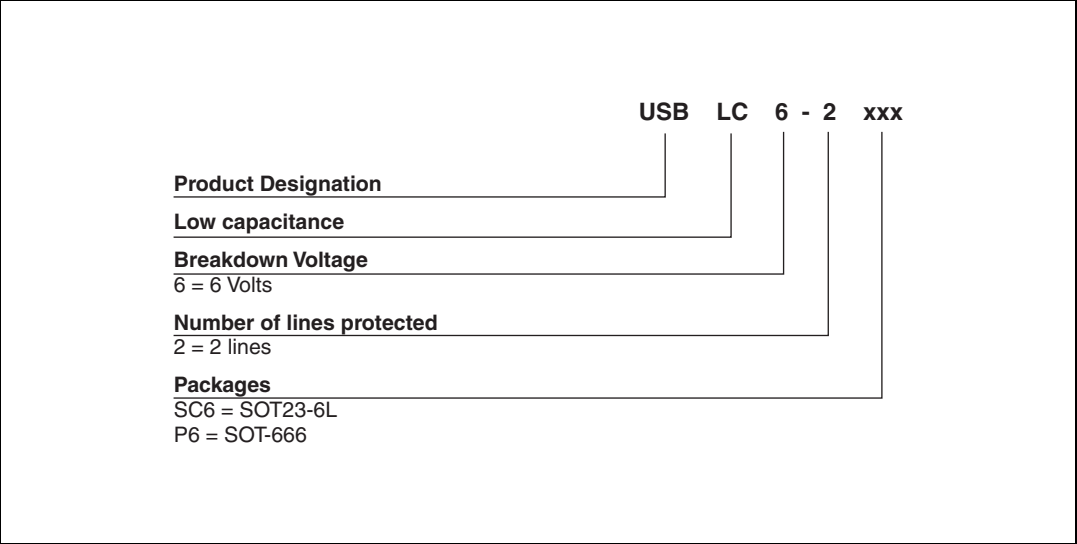 USB LC 6 - 2 xxx
Product Designation
Low capacitance
Breakdown Voltage
6 = 6 Volts
Number of lines protected
2 = 2 lines
Packages
SC6 = SOT23-6L
P6 = SOT-666